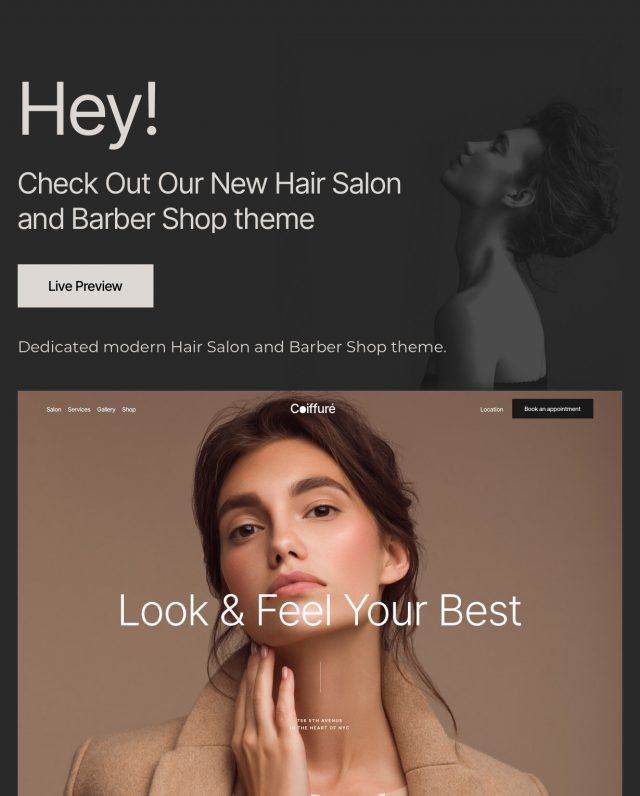 Hey!
Check Out Our New Hair Salon
and Barber Shop theme
Live Preview
Dedicated modern Hair Salon and Barber Shop theme.
Salon Services Gallery Shop
Coiffuré
Location
Book an appointment
Look & Feel Your Best
756 5TH AVENUE
IN THE HEART OF NYC